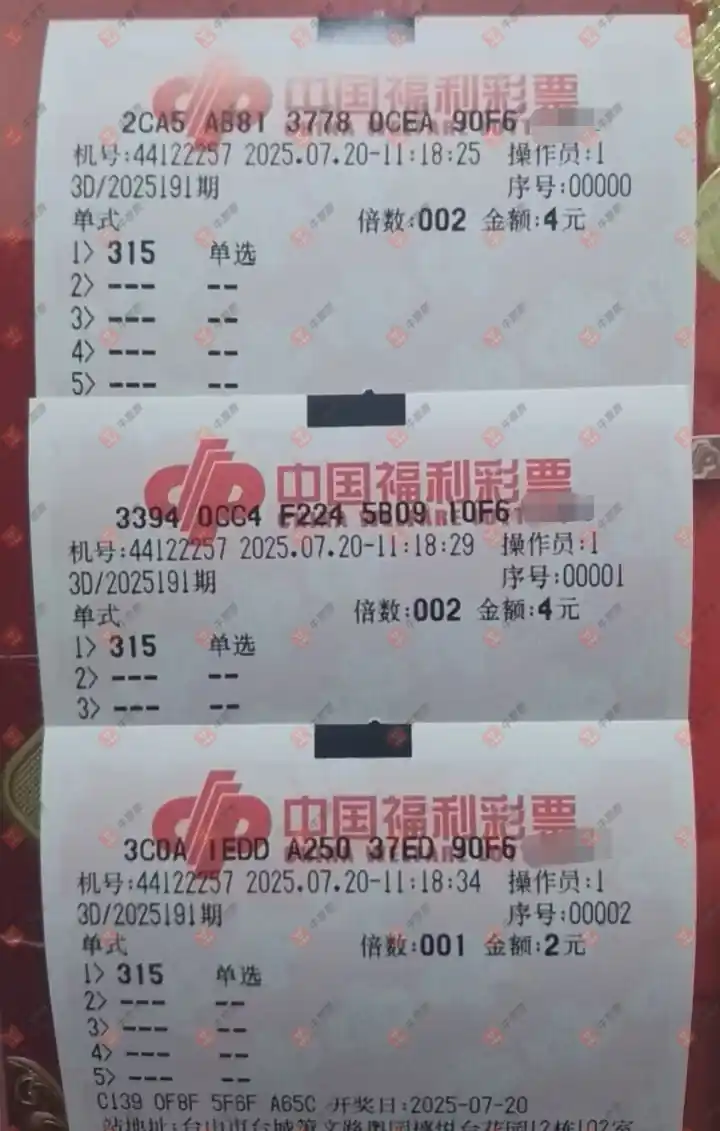 中国福利彩票
2CA5 AB81 3778 0CEA 90F6
机号:44122257 2025.07.20-11:18:25 操作员:1
3D/2025191期 序号:00000
单式 倍数:002 金额:4元
1> 315 单选
2> --- --
3> --- --
4> --- --
5> --- --
中国福利彩票
3394 0CC4 F224 5B09 10F6
机号:44122257 2025.07.20-11:18:29 操作员:1
3D/2025191期 序号:00001
单式 倍数:002 金额:4元
1> 315 单选
2> --- --
3> --- --
中国福利彩票
3C0A 1EDD A250 37ED 90F6
机号:44122257 2025.07.20-11:18:34 操作员:1
3D/2025191期 序号:00002
单式 倍数:001 金额:2元
1> 315 单选
2> --- --
3> --- --
4> --- --
5> --- --
C139 0F8F 5F6F A65C 开奖日:2025-07-20
站地址:台山市台城